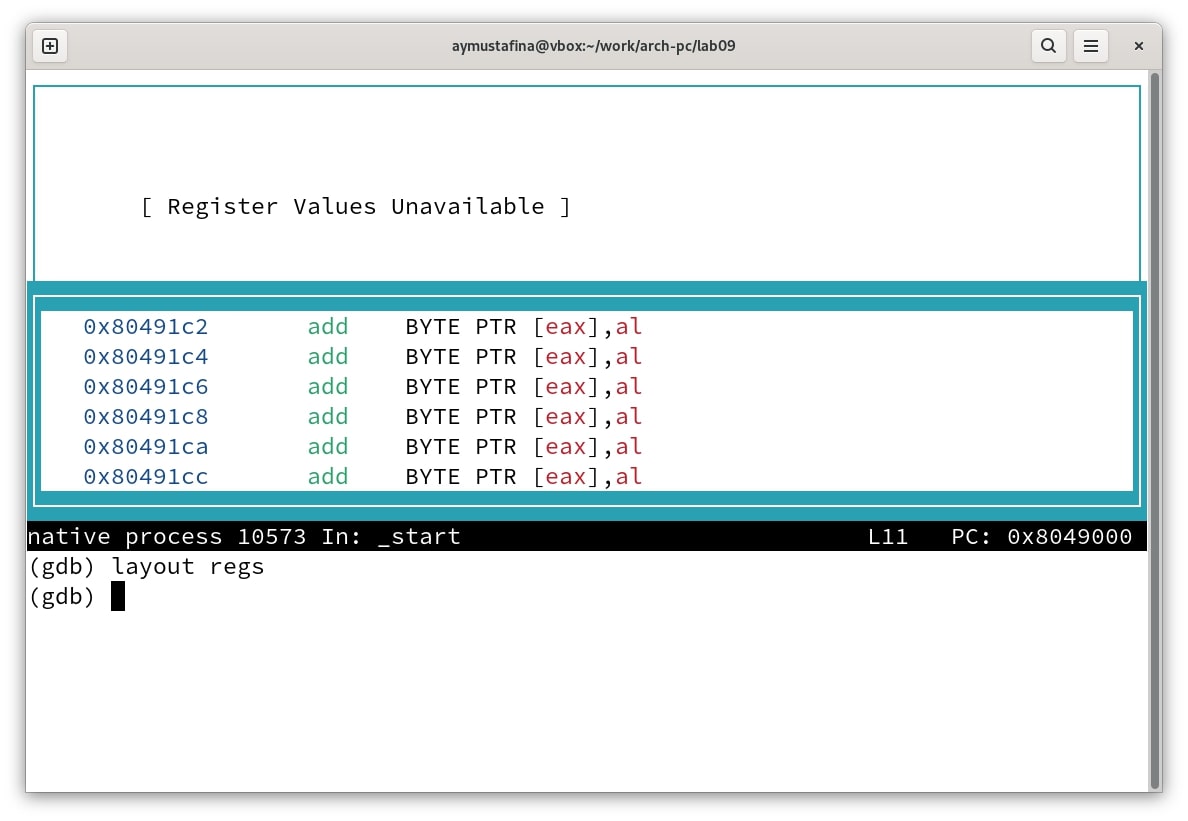 aymustafina@vbox:~/work/arch-pc/lab09
[ Register Values Unavailable ]
0x80491c2 add BYTE PTR [eax],al
0x80491c4 add BYTE PTR [eax],al
0x80491c6 add BYTE PTR [eax],al
0x80491c8 add BYTE PTR [eax],al
0x80491ca add BYTE PTR [eax],al
0x80491cc add BYTE PTR [eax],al
native process 10573 In: _start L11 PC: 0x8049000
(gdb) layout regs
(gdb)